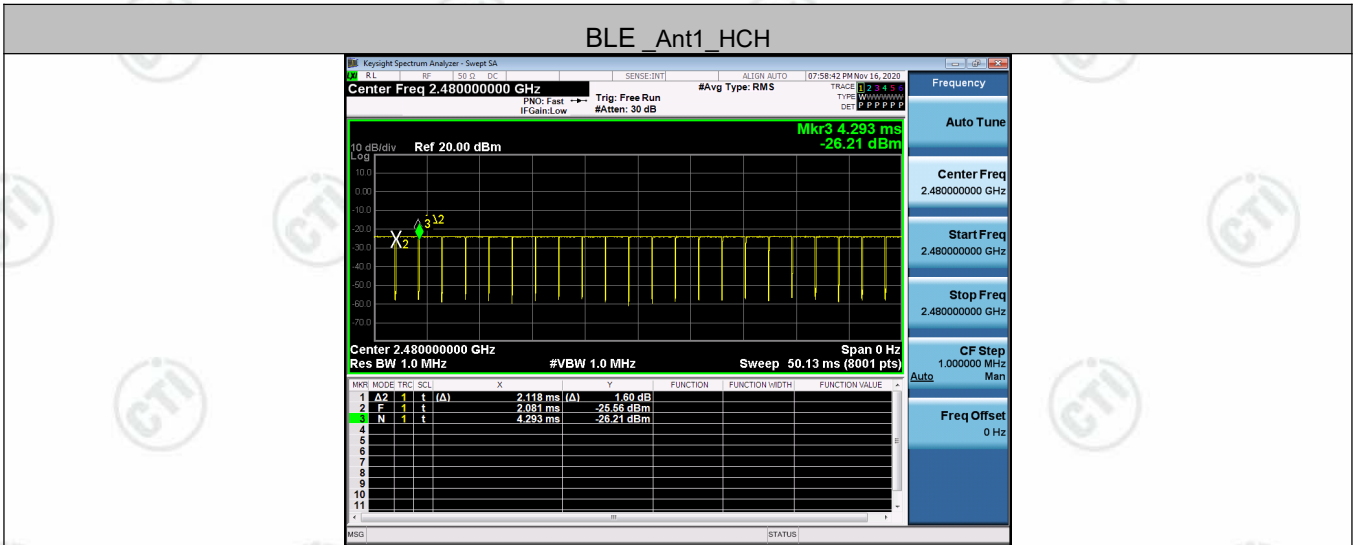 BLE _Ant1_HCH
Keysight Spectrum Analyzer - Swept SA
RL RF 50 Ω DC SENSE:INT ALIGN AUTO 07:58:42 PM Nov 16, 2020
Center Freq 2.480000000 GHz
PNO: Fast
IFGain:Low
Trig: Free Run
#Atten: 30 dB
#Avg Type: RMS
TRACE 1 2 3 4 5 6
TYPE WWWWWW
DET P P P P P P
Mkr3 4.293 ms
-26.21 dBm
10 dB/div Ref 20.00 dBm
Log
10.0
0.00
-10.0
-20.0
-30.0
-40.0
-50.0
-60.0
-70.0
2
3 1Δ2
Center 2.480000000 GHz Span 0 Hz
Res BW 1.0 MHz #VBW 1.0 MHz Sweep 50.13 ms (8001 pts)
MKR MODE TRC SCL X Y FUNCTION FUNCTION WIDTH FUNCTION VALUE
1 Δ2 1 t (Δ) 2.118 ms (Δ) 1.60 dB
2 F 1 t 2.081 ms -25.56 dBm
3 N 1 t 4.293 ms -26.21 dBm
4
5
6
7
8
9
10
11
MSG STATUS
Frequency
Auto Tune
Center Freq
2.480000000 GHz
Start Freq
2.480000000 GHz
Stop Freq
2.480000000 GHz
CF Step
1.000000 MHz
Auto Man
Freq Offset
0 Hz
CTI
CTI
CTI
CTI
CTI